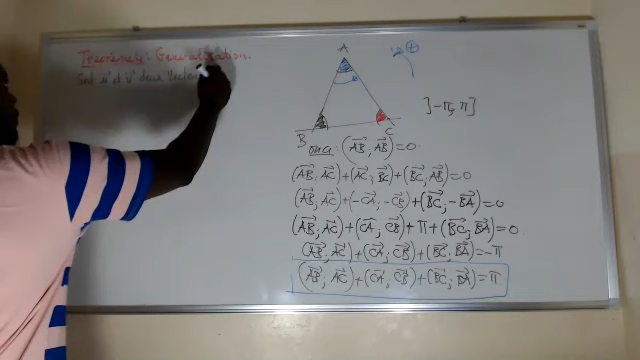 Théorème : Généralisation.
Soit u et v deux Vecteu
A
(+)
B
C
]-π, π]
On a : (AB, AB) = 0
(AB, AC) + (AC, BC) + (BC, AB) = 0
(AB, AC) + (-CA, -CB) + (BC, -BA) = 0
(AB, AC) + (CA, CB) + π + (BC, BA) = 0
(AB, AC) + (CA, CB) + (BC, BA) = -π
(AB, AC) + (CA, CB) + (BC, BA) = π